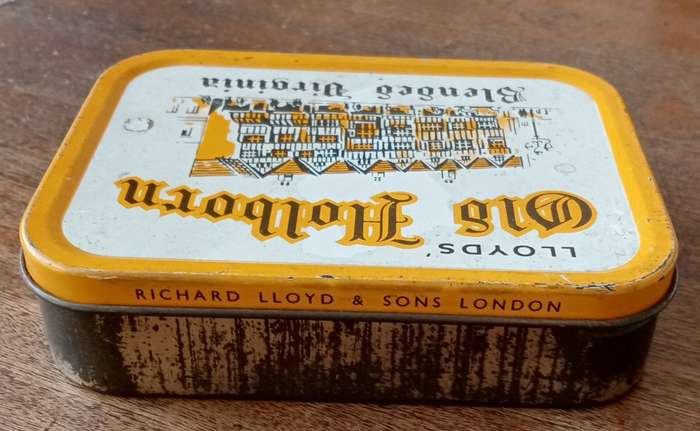 LLOYDS'
Old Holborn
Blended Virginia
RICHARD LLOYD & SONS LONDON